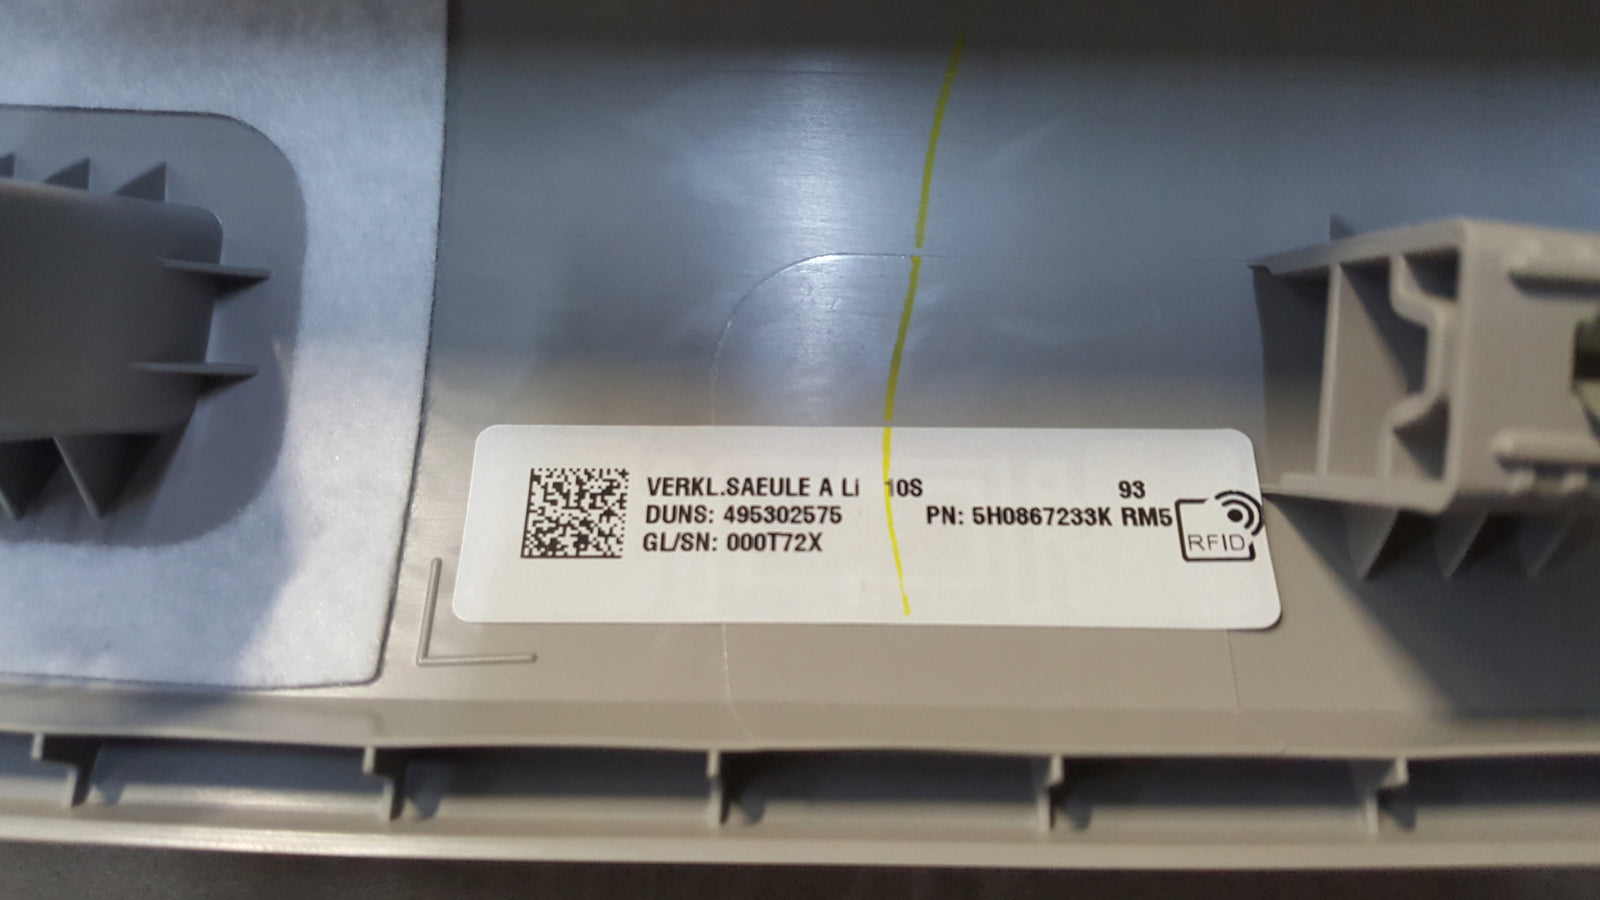 VERKL.SAEULE A Li 10S 93
DUNS: 495302575 PN: 5H0867233K RM5
GL/SN: 000T72X
RFID